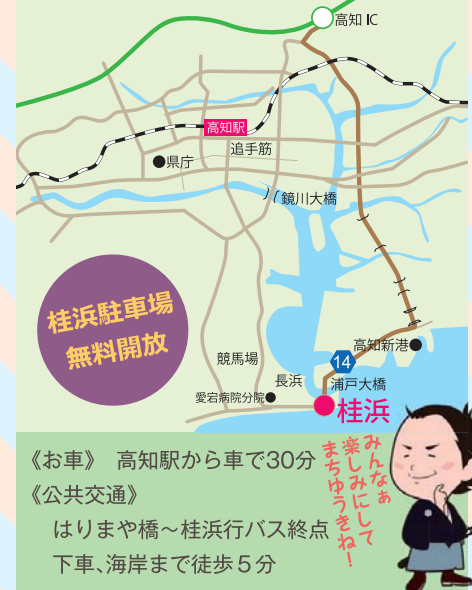 高知 IC
高知駅
追手筋
県庁
鏡川大橋
桂浜駐車場
無料開放
競馬場
高知新港
14
長浜
浦戸大橋
愛宕病院分院
桂浜
みんなぁ
楽しみにして
まちゆうきね！
《お車》 高知駅から車で30分
《公共交通》
はりまや橋〜桂浜行バス終点
下車、海岸まで徒歩５分